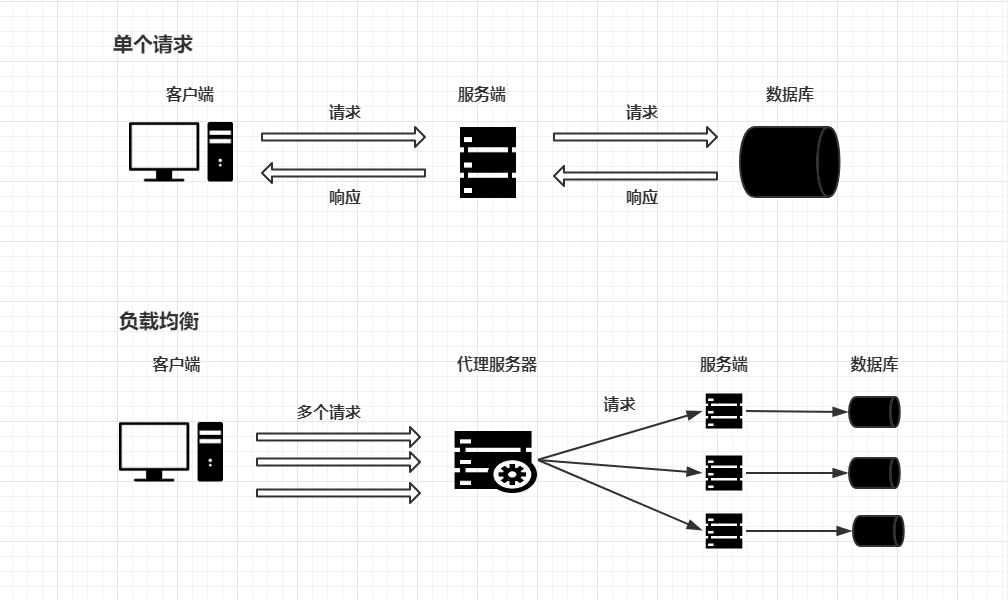 单个请求
客户端
服务端
数据库
请求
请求
响应
响应
负载均衡
客户端
代理服务器
服务端
数据库
多个请求
请求